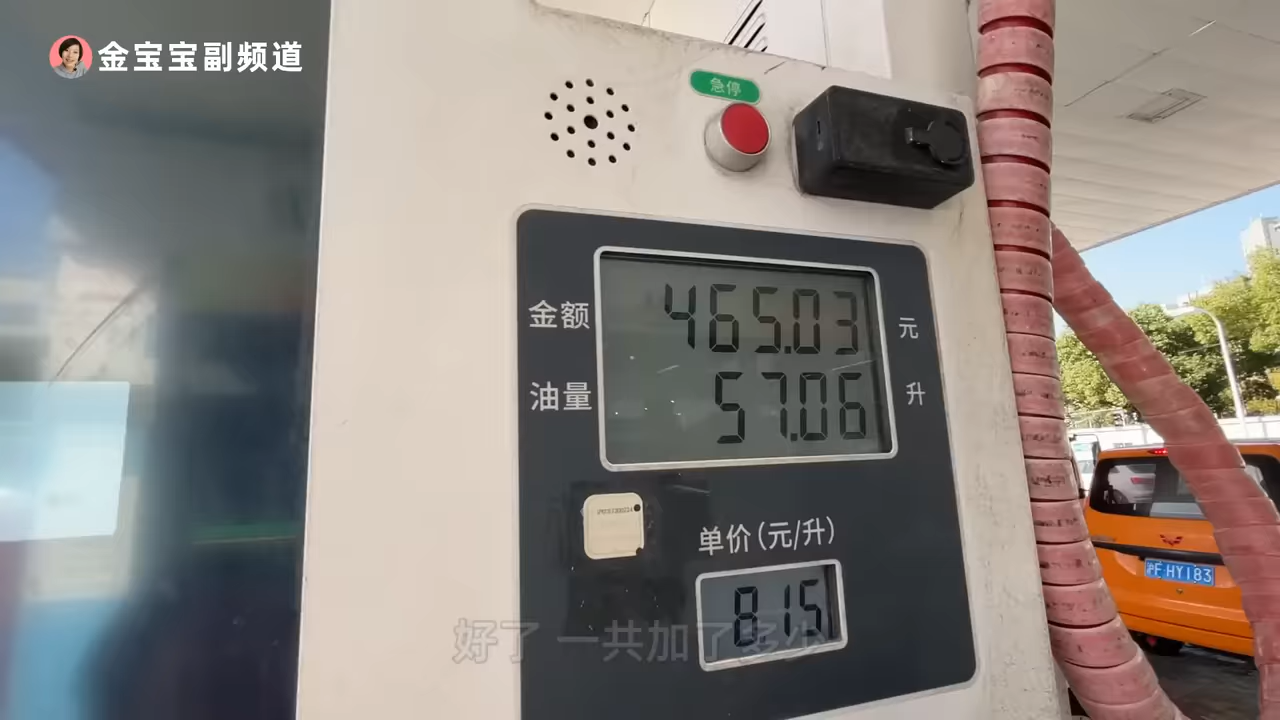 金宝宝副频道
急停
金额 465.03 元
油量 57.06 升
单价(元/升)
8.15
好了 一共加了多少
沪F HY183